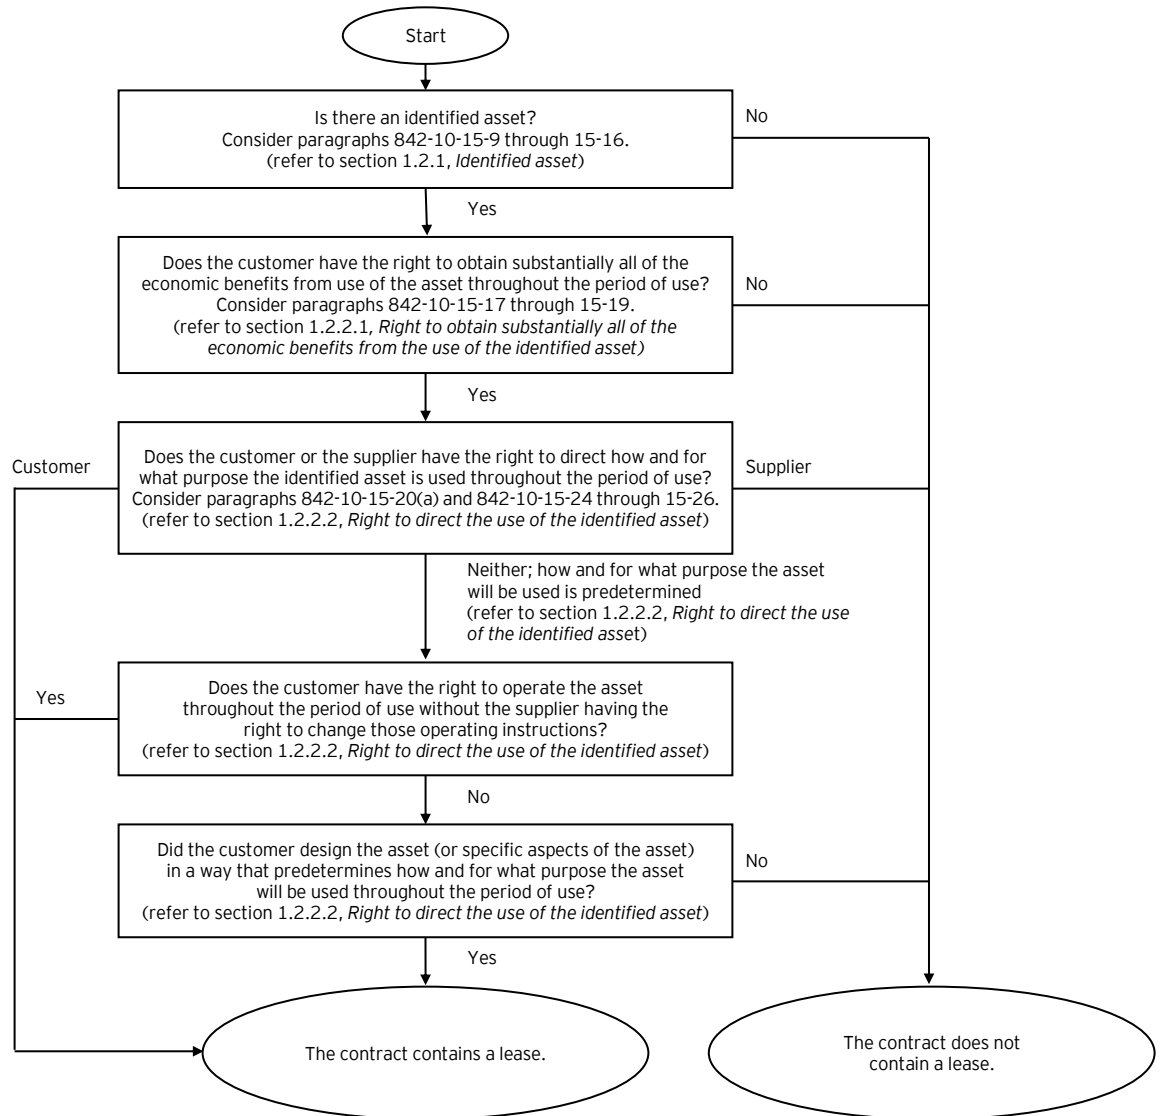 Start
Is there an identified asset?
Consider paragraphs 842-10-15-9 through 15-16.
(refer to section 1.2.1, Identified asset)
No
Yes
Does the customer have the right to obtain substantially all of the
economic benefits from use of the asset throughout the period of use?
Consider paragraphs 842-10-15-17 through 15-19.
(refer to section 1.2.2.1, Right to obtain substantially all of the
economic benefits from the use of the identified asset)
No
Yes
Customer
Does the customer or the supplier have the right to direct how and for
what purpose the identified asset is used throughout the period of use?
Consider paragraphs 842-10-15-20(a) and 842-10-15-24 through 15-26.
(refer to section 1.2.2.2, Right to direct the use of the identified asset)
Supplier
Neither; how and for what purpose the asset
will be used is predetermined
(refer to section 1.2.2.2, Right to direct the use
of the identified asset)
Yes
Does the customer have the right to operate the asset
throughout the period of use without the supplier having the
right to change those operating instructions?
(refer to section 1.2.2.2, Right to direct the use of the identified asset)
No
Did the customer design the asset (or specific aspects of the asset)
in a way that predetermines how and for what purpose the asset
will be used throughout the period of use?
(refer to section 1.2.2.2, Right to direct the use of the identified asset)
No
Yes
The contract contains a lease.
The contract does not
contain a lease.